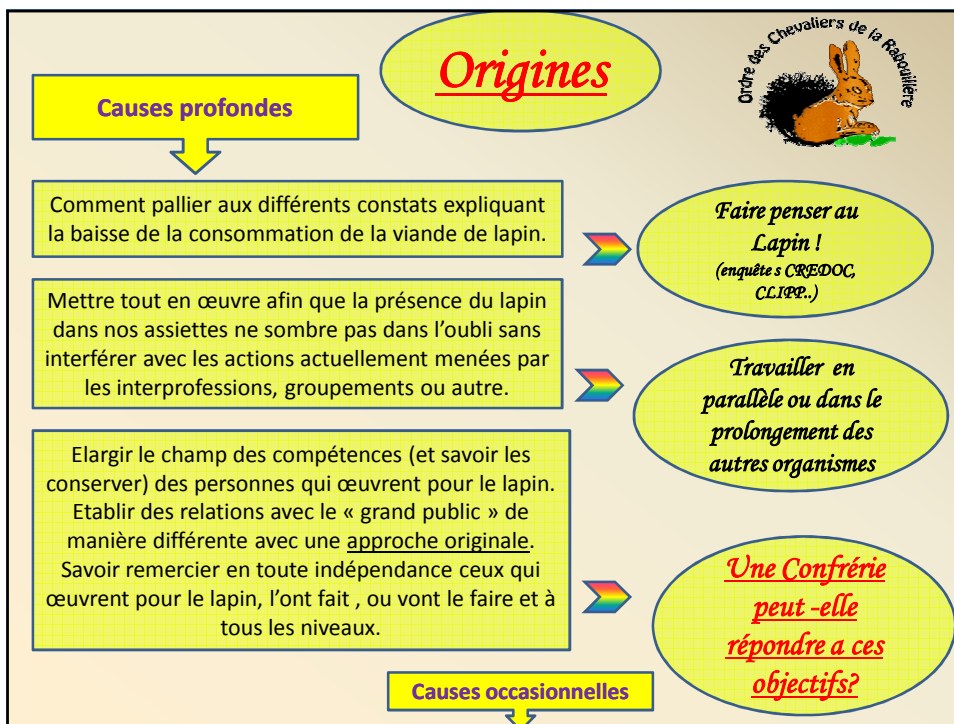 Origines
Ordre des Chevaliers de la Rabouillère
Causes profondes
Comment pallier aux différents constats expliquant
la baisse de la consommation de la viande de lapin.
Faire penser au
Lapin !
(enquête s CREDOC,
CLIPP..)
Mettre tout en œuvre afin que la présence du lapin
dans nos assiettes ne sombre pas dans l'oubli sans
interférer avec les actions actuellement menées par
les interprofessions, groupements ou autre.
Travailler en
parallèle ou dans le
prolongement des
autres organismes
Elargir le champ des compétences (et savoir les
conserver) des personnes qui œuvrent pour le lapin.
Etablir des relations avec le « grand public » de
manière différente avec une approche originale.
Savoir remercier en toute indépendance ceux qui
œuvrent pour le lapin, l'ont fait , ou vont le faire et à
tous les niveaux.
Une Confrérie
peut -elle
répondre a ces
objectifs?
Causes occasionnelles